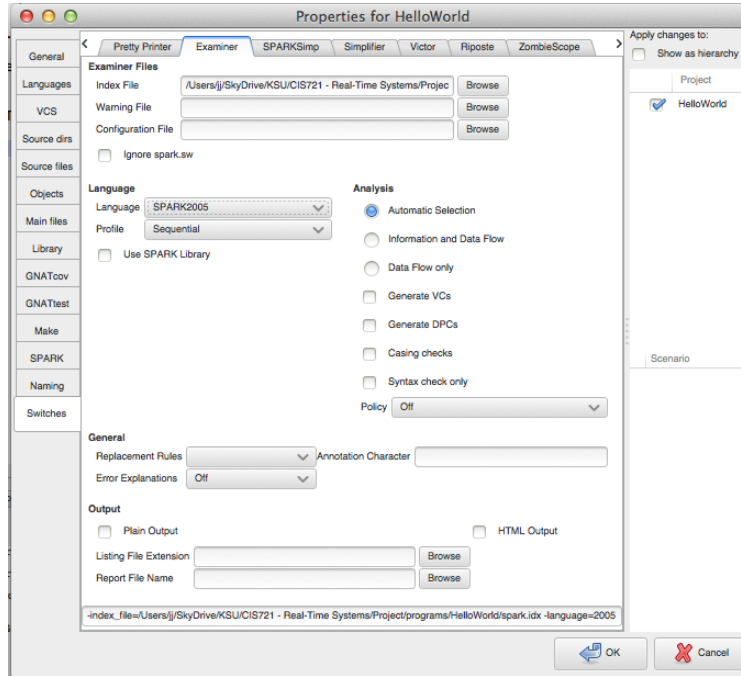 Properties for HelloWorld
General
Languages
VCS
Source dirs
Source files
Objects
Main files
Library
GNATcov
GNATtest
Make
SPARK
Naming
Switches
Pretty Printer Examiner SPARKSimp Simplifier Victor Riposte ZombieScope
Examiner Files
Index File /Users/jj/SkyDrive/KSU/CIS721 - Real-Time Systems/Projec Browse
Warning File Browse
Configuration File Browse
Ignore spark.sw
Language
Language SPARK2005
Profile Sequential
Use SPARK Library
Analysis
Automatic Selection
Information and Data Flow
Data Flow only
Generate VCs
Generate DPCs
Casing checks
Syntax check only
Policy Off
General
Replacement Rules Annotation Character
Error Explanations Off
Output
Plain Output HTML Output
Listing File Extension Browse
Report File Name Browse
-index_file=/Users/jj/SkyDrive/KSU/CIS721 - Real-Time Systems/Project/programs/HelloWorld/spark.idx -language=2005
Apply changes to:
Show as hierarchy
Project
HelloWorld
Scenario
OK Cancel